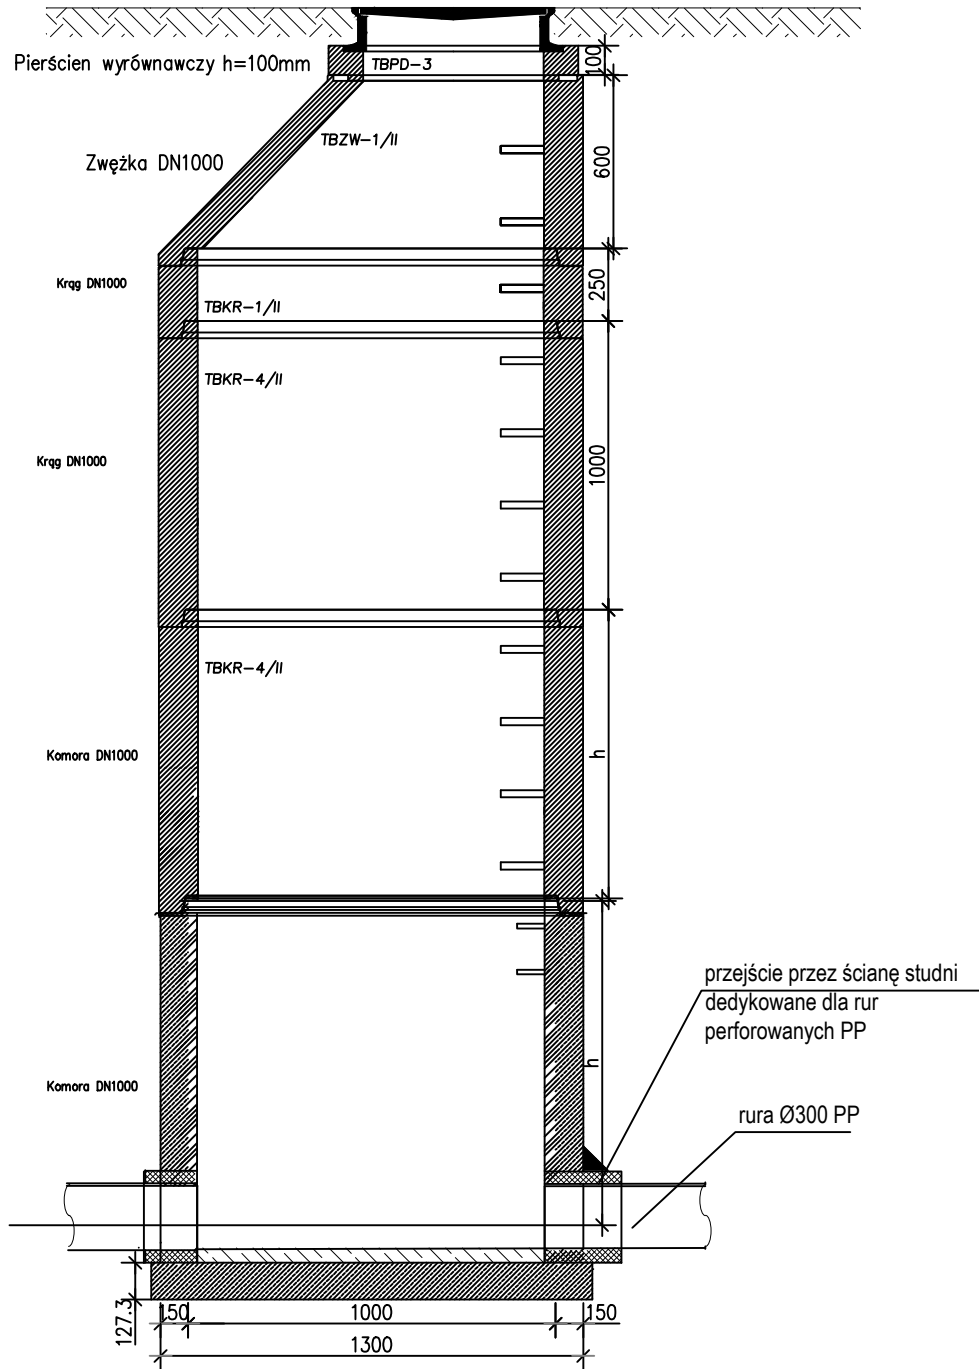 Pierścien wyrównawczy h=100mm
TBPD-3
100
TBZW-1/II
Zwężka DN1000
600
Krąg DN1000
250
TBKR-1/II
TBKR-4/II
Krąg DN1000
1000
TBKR-4/II
Komora DN1000
h
przejście przez ścianę studni
dedykowane dla rur
perforowanych PP
h
Komora DN1000
rura Ø300 PP
127.3
150
1000
150
1300